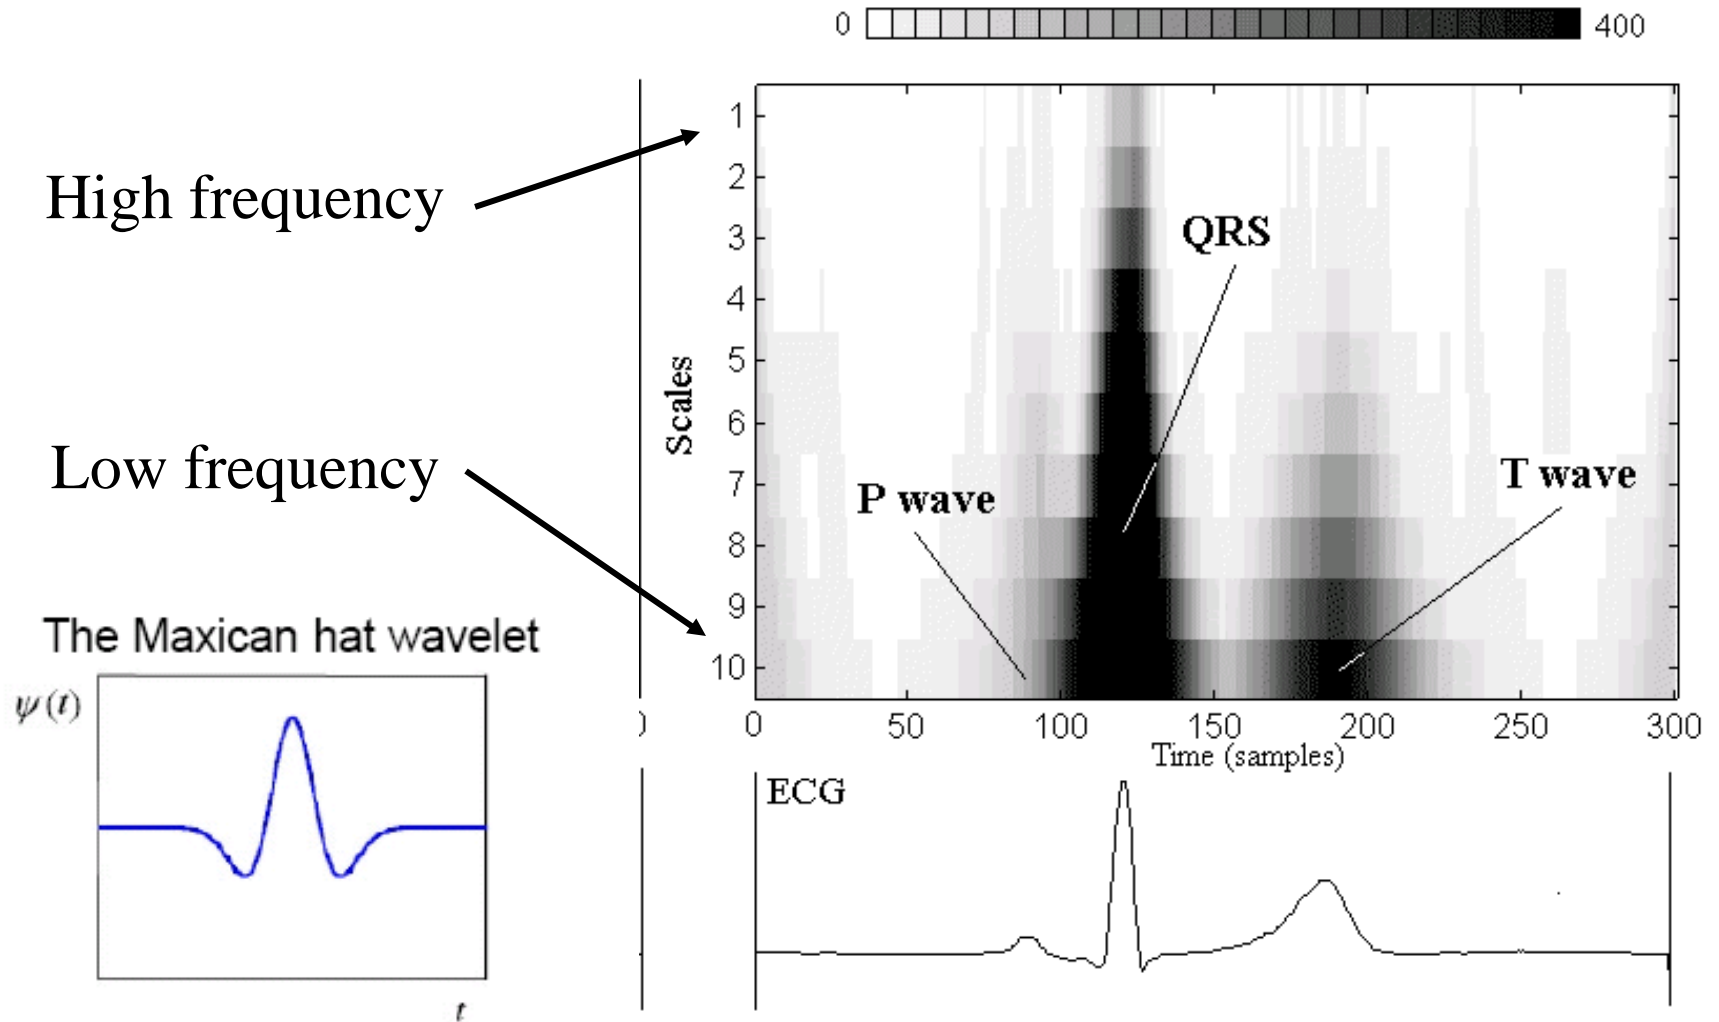 0 400
High frequency
Low frequency
The Maxican hat wavelet
ψ(t)
t
Scales
1
2
3
4
5
6
7
8
9
10
QRS
P wave
T wave
0 50 100 150 200 250 300
Time (samples)
ECG